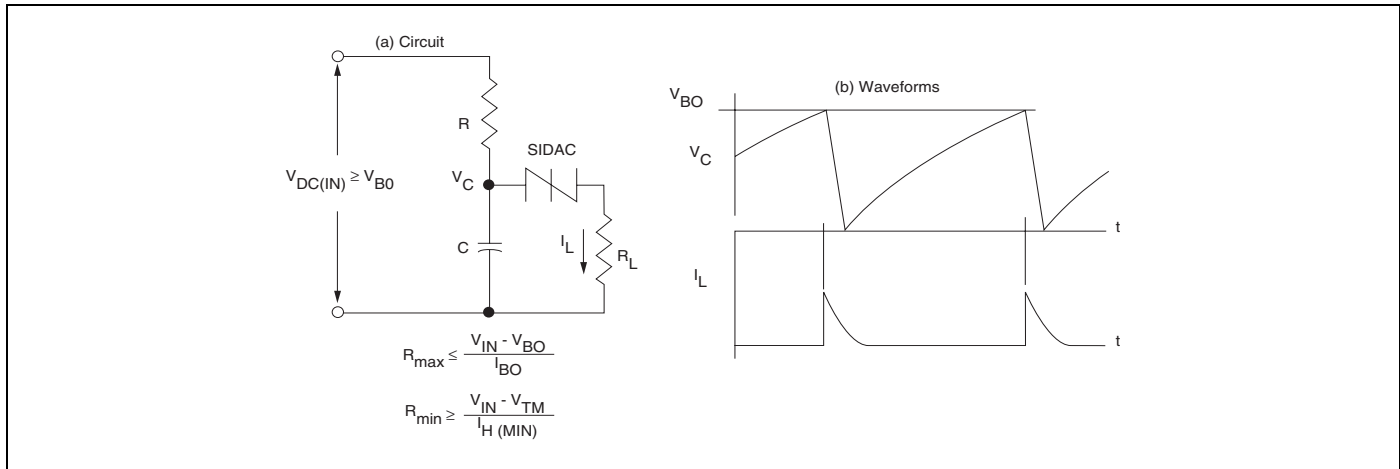 (a) Circuit
R
SIDAC
V_DC(IN) ≥ V_B0
V_C
C
I_L
R_L
R_max ≤ (V_IN - V_BO) / I_BO
R_min ≥ (V_IN - V_TM) / I_H (MIN)
(b) Waveforms
V_BO
V_C
t
I_L
t